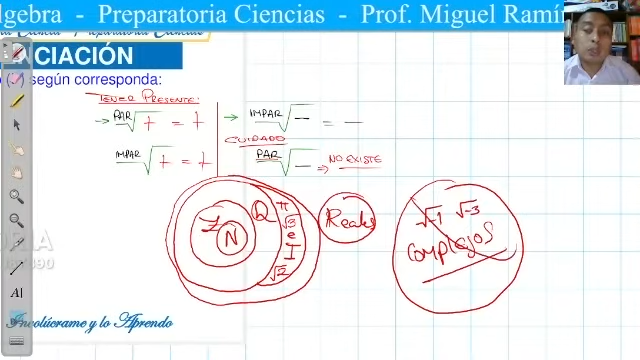 lgebra - Preparatoria Ciencias - Prof. Miguel Ramí
CIACIÓN
según corresponda:
TENER PRESENTE:
→ PAR √+ = +
→ IMPAR √− = −
CUIDADO
IMPAR √+ = +
PAR √− → NO EXISTE
Z
N
Q
π
√3
e
I
√2
Reales
√-1 √-3
COMPLEJOS
Involúcrame y lo Aprendo